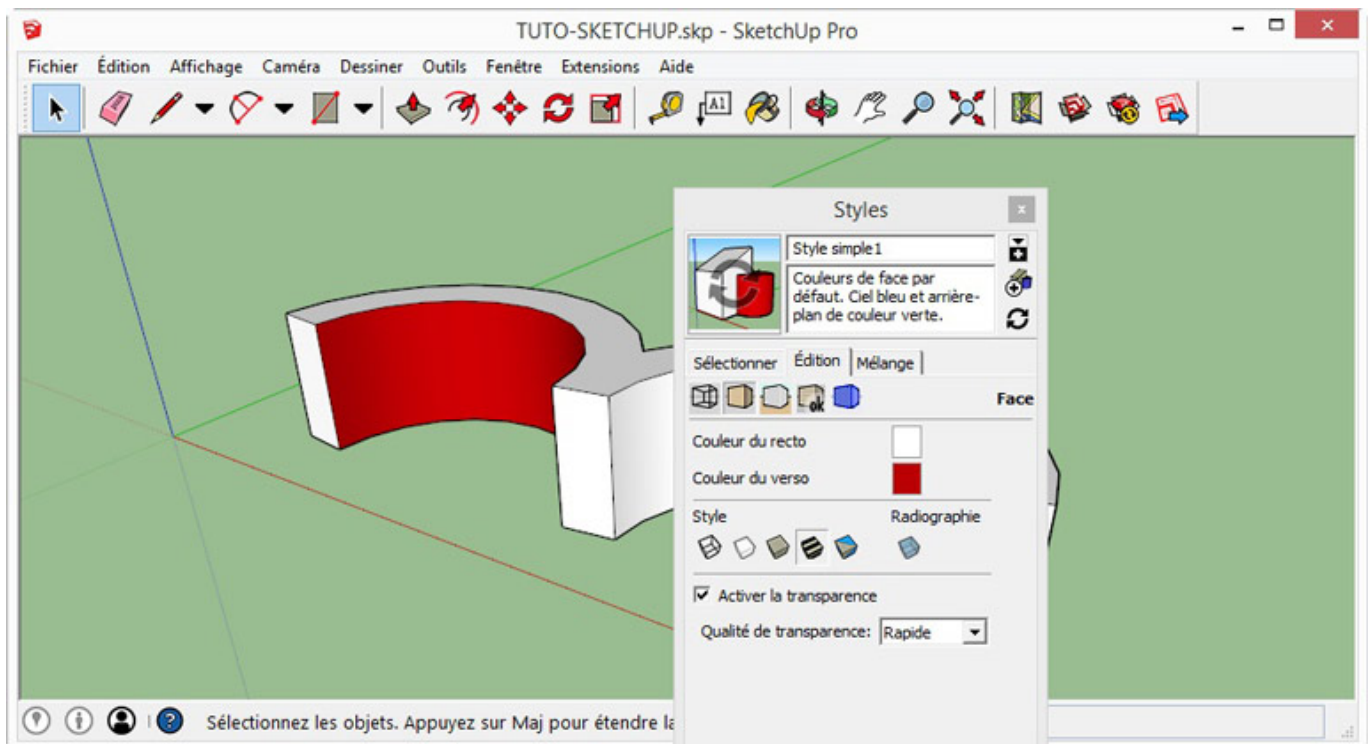 TUTO-SKETCHUP.skp - SketchUp Pro
Fichier Édition Affichage Caméra Dessiner Outils Fenêtre Extensions Aide
A1
Styles
Style simple1
Couleurs de face par
défaut. Ciel bleu et arrière-
plan de couleur verte.
Sélectionner Édition Mélange
ok
Face
Couleur du recto
Couleur du verso
Style Radiographie
Activer la transparence
Qualité de transparence: Rapide
Sélectionnez les objets. Appuyez sur Maj pour étendre la